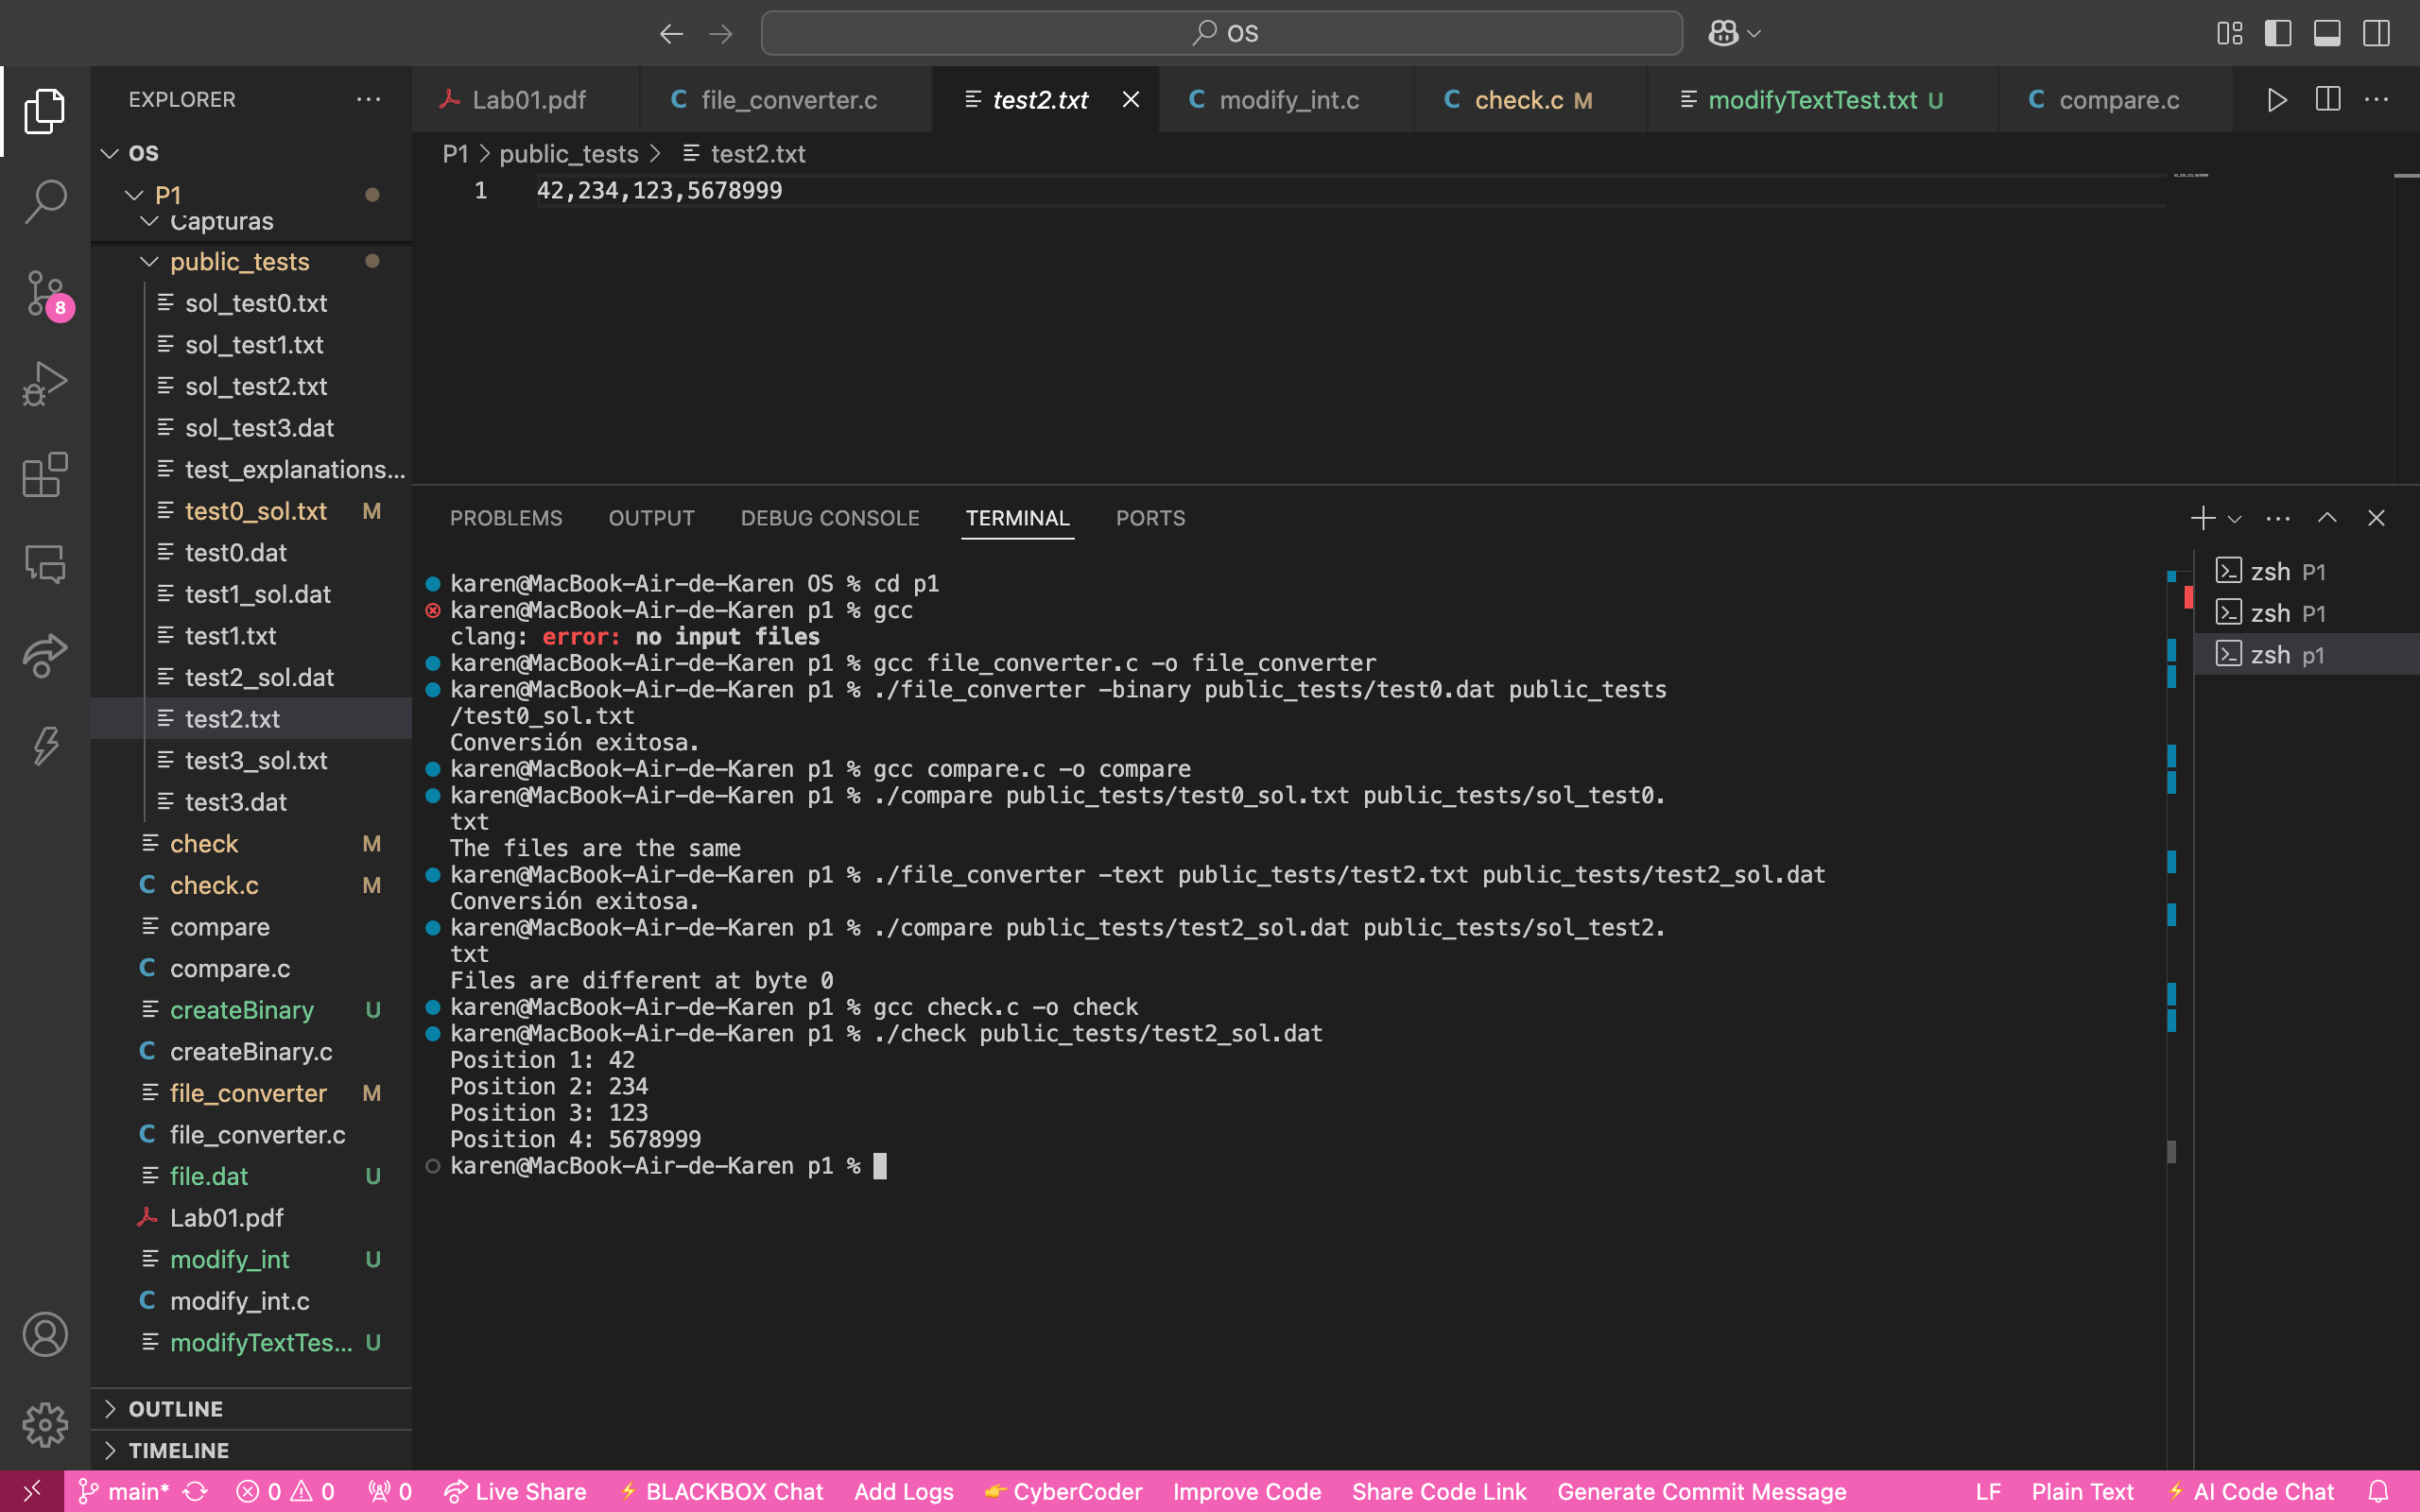 OS
EXPLORER
Lab01.pdf
file_converter.c
test2.txt
modify_int.c
check.c M
modifyTextTest.txt U
compare.c
OS
P1
Capturas
public_tests
sol_test0.txt
sol_test1.txt
sol_test2.txt
sol_test3.dat
test_explanations...
test0_sol.txt M
test0.dat
test1_sol.dat
test1.txt
test2_sol.dat
test2.txt
test3_sol.txt
test3.dat
check M
check.c M
compare
compare.c
createBinary U
createBinary.c
file_converter M
file_converter.c
file.dat U
Lab01.pdf
modify_int U
modify_int.c
modifyTextTes... U
OUTLINE
TIMELINE
8
P1 > public_tests > test2.txt
1 42,234,123,5678999
PROBLEMS OUTPUT DEBUG CONSOLE TERMINAL PORTS
karen@MacBook-Air-de-Karen OS % cd p1
karen@MacBook-Air-de-Karen p1 % gcc
clang: error: no input files
karen@MacBook-Air-de-Karen p1 % gcc file_converter.c -o file_converter
karen@MacBook-Air-de-Karen p1 % ./file_converter -binary public_tests/test0.dat public_tests
/test0_sol.txt
Conversión exitosa.
karen@MacBook-Air-de-Karen p1 % gcc compare.c -o compare
karen@MacBook-Air-de-Karen p1 % ./compare public_tests/test0_sol.txt public_tests/sol_test0.
txt
The files are the same
karen@MacBook-Air-de-Karen p1 % ./file_converter -text public_tests/test2.txt public_tests/test2_sol.dat
Conversión exitosa.
karen@MacBook-Air-de-Karen p1 % ./compare public_tests/test2_sol.dat public_tests/sol_test2.
txt
Files are different at byte 0
karen@MacBook-Air-de-Karen p1 % gcc check.c -o check
karen@MacBook-Air-de-Karen p1 % ./check public_tests/test2_sol.dat
Position 1: 42
Position 2: 234
Position 3: 123
Position 4: 5678999
karen@MacBook-Air-de-Karen p1 %
zsh P1
zsh P1
zsh p1
main* 0 0 0 Live Share BLACKBOX Chat Add Logs CyberCoder Improve Code Share Code Link Generate Commit Message LF Plain Text AI Code Chat